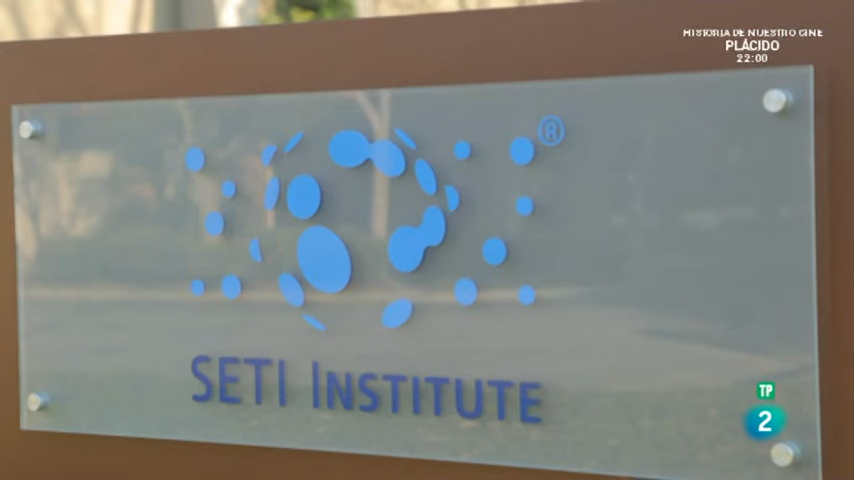 HISTORIA DE NUESTRO CINE
PLÁCIDO
22:00
®
SETI INSTITUTE
TP
2